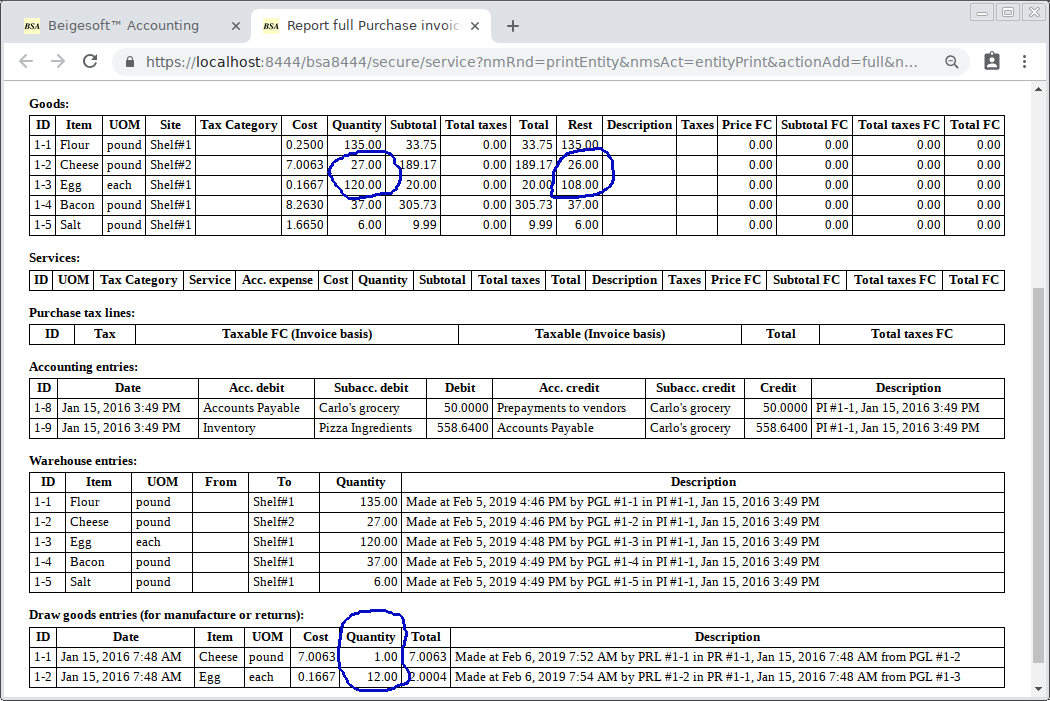 BSA Beigesoft™ Accounting × BSA Report full Purchase invoic × +
https://localhost:8444/bsa8444/secure/service?nmRnd=printEntity&nmsAct=entityPrint&actionAdd=full&n...
Goods:
ID Item UOM Site Tax Category Cost Quantity Subtotal Total taxes Total Rest Description Taxes Price FC Subtotal FC Total taxes FC Total FC
1-1 Flour pound Shelf#1 0.2500 135.00 33.75 0.00 33.75 135.00 0.00 0.00 0.00 0.00
1-2 Cheese pound Shelf#2 7.0063 27.00 189.17 0.00 189.17 26.00 0.00 0.00 0.00 0.00
1-3 Egg each Shelf#1 0.1667 120.00 20.00 0.00 20.00 108.00 0.00 0.00 0.00 0.00
1-4 Bacon pound Shelf#1 8.2630 37.00 305.73 0.00 305.73 37.00 0.00 0.00 0.00 0.00
1-5 Salt pound Shelf#1 1.6650 6.00 9.99 0.00 9.99 6.00 0.00 0.00 0.00 0.00
Services:
ID UOM Tax Category Service Acc. expense Cost Quantity Subtotal Total taxes Total Description Taxes Price FC Subtotal FC Total taxes FC Total FC
Purchase tax lines:
ID Tax Taxable FC (Invoice basis) Taxable (Invoice basis) Total Total taxes FC
Accounting entries:
ID Date Acc. debit Subacc. debit Debit Acc. credit Subacc. credit Credit Description
1-8 Jan 15, 2016 3:49 PM Accounts Payable Carlo's grocery 50.0000 Prepayments to vendors Carlo's grocery 50.0000 PI #1-1, Jan 15, 2016 3:49 PM
1-9 Jan 15, 2016 3:49 PM Inventory Pizza Ingredients 558.6400 Accounts Payable Carlo's grocery 558.6400 PI #1-1, Jan 15, 2016 3:49 PM
Warehouse entries:
ID Item UOM From To Quantity Description
1-1 Flour pound Shelf#1 135.00 Made at Feb 5, 2019 4:46 PM by PGL #1-1 in PI #1-1, Jan 15, 2016 3:49 PM
1-2 Cheese pound Shelf#2 27.00 Made at Feb 5, 2019 4:46 PM by PGL #1-2 in PI #1-1, Jan 15, 2016 3:49 PM
1-3 Egg each Shelf#1 120.00 Made at Feb 5, 2019 4:48 PM by PGL #1-3 in PI #1-1, Jan 15, 2016 3:49 PM
1-4 Bacon pound Shelf#1 37.00 Made at Feb 5, 2019 4:49 PM by PGL #1-4 in PI #1-1, Jan 15, 2016 3:49 PM
1-5 Salt pound Shelf#1 6.00 Made at Feb 5, 2019 4:49 PM by PGL #1-5 in PI #1-1, Jan 15, 2016 3:49 PM
Draw goods entries (for manufacture or returns):
ID Date Item UOM Cost Quantity Total Description
1-1 Jan 15, 2016 7:48 AM Cheese pound 7.0063 1.00 7.0063 Made at Feb 6, 2019 7:52 AM by PRL #1-1 in PR #1-1, Jan 15, 2016 7:48 AM from PGL #1-2
1-2 Jan 15, 2016 7:48 AM Egg each 0.1667 12.00 2.0004 Made at Feb 6, 2019 7:54 AM by PRL #1-2 in PR #1-1, Jan 15, 2016 7:48 AM from PGL #1-3